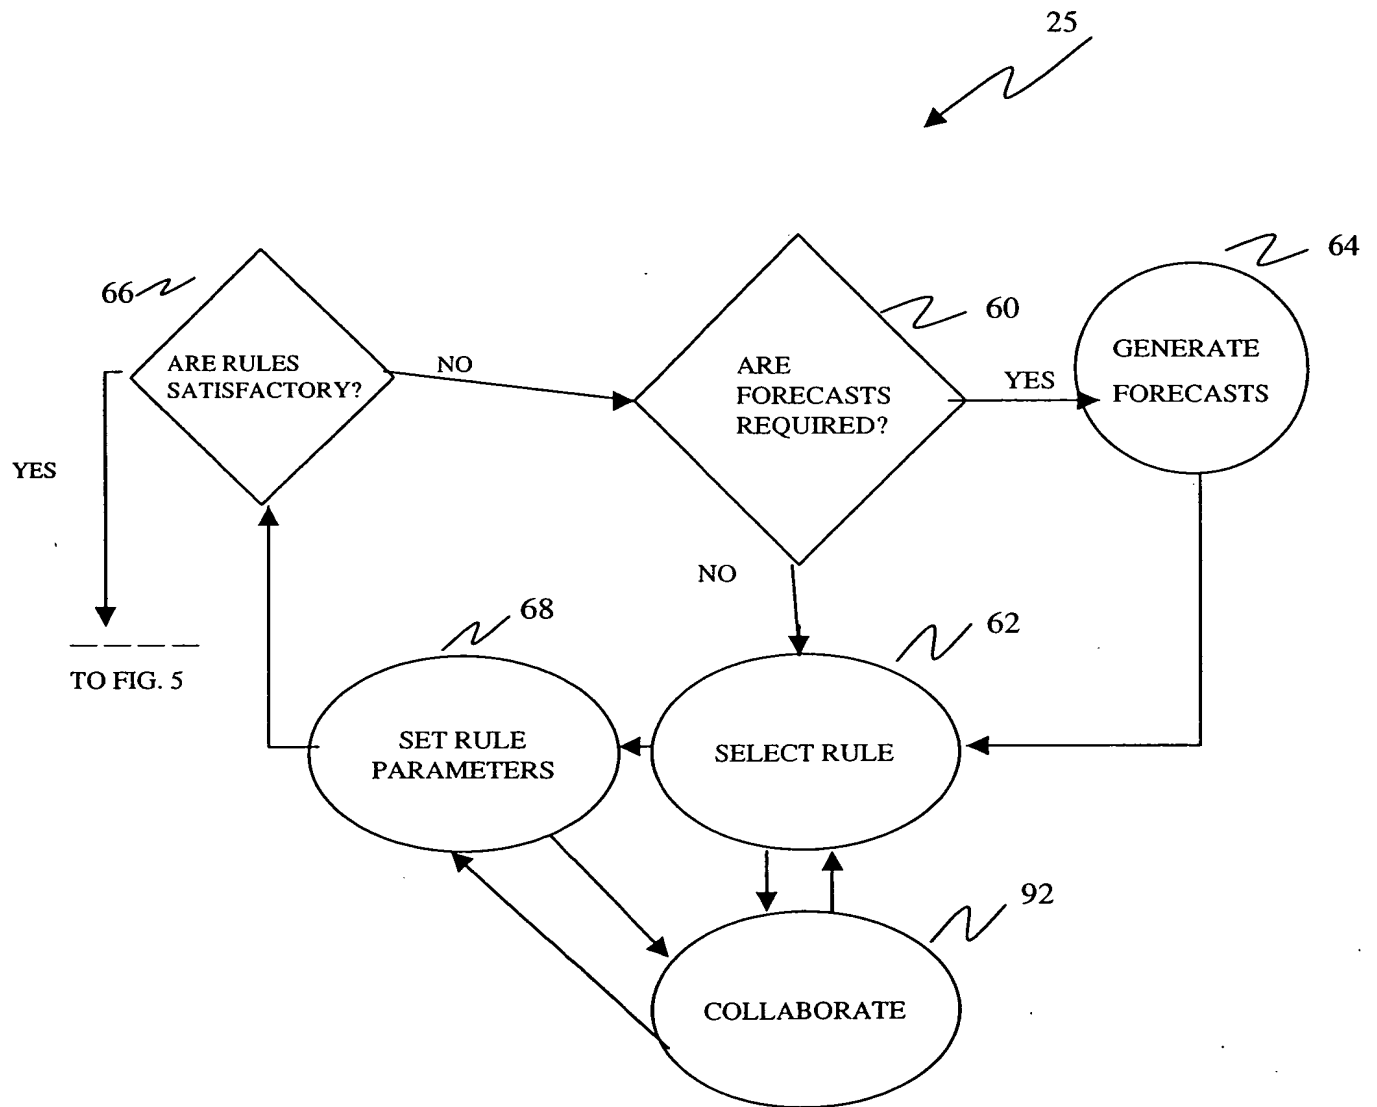 25
64
66
60
ARE RULES
SATISFACTORY?
NO
ARE
FORECASTS
REQUIRED?
YES
GENERATE
FORECASTS
YES
NO
68
62
TO FIG. 5
SET RULE
PARAMETERS
SELECT RULE
92
COLLABORATE